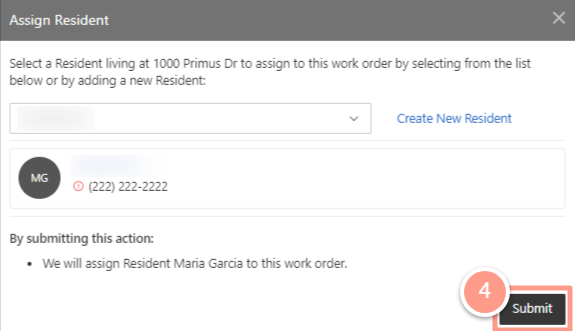 Assign Resident
Select a Resident living at 1000 Primus Dr to assign to this work order by selecting from the list
below or by adding a new Resident:
Create New Resident
MG
(222) 222-2222
By submitting this action:
• We will assign Resident Maria Garcia to this work order.
4
Submit